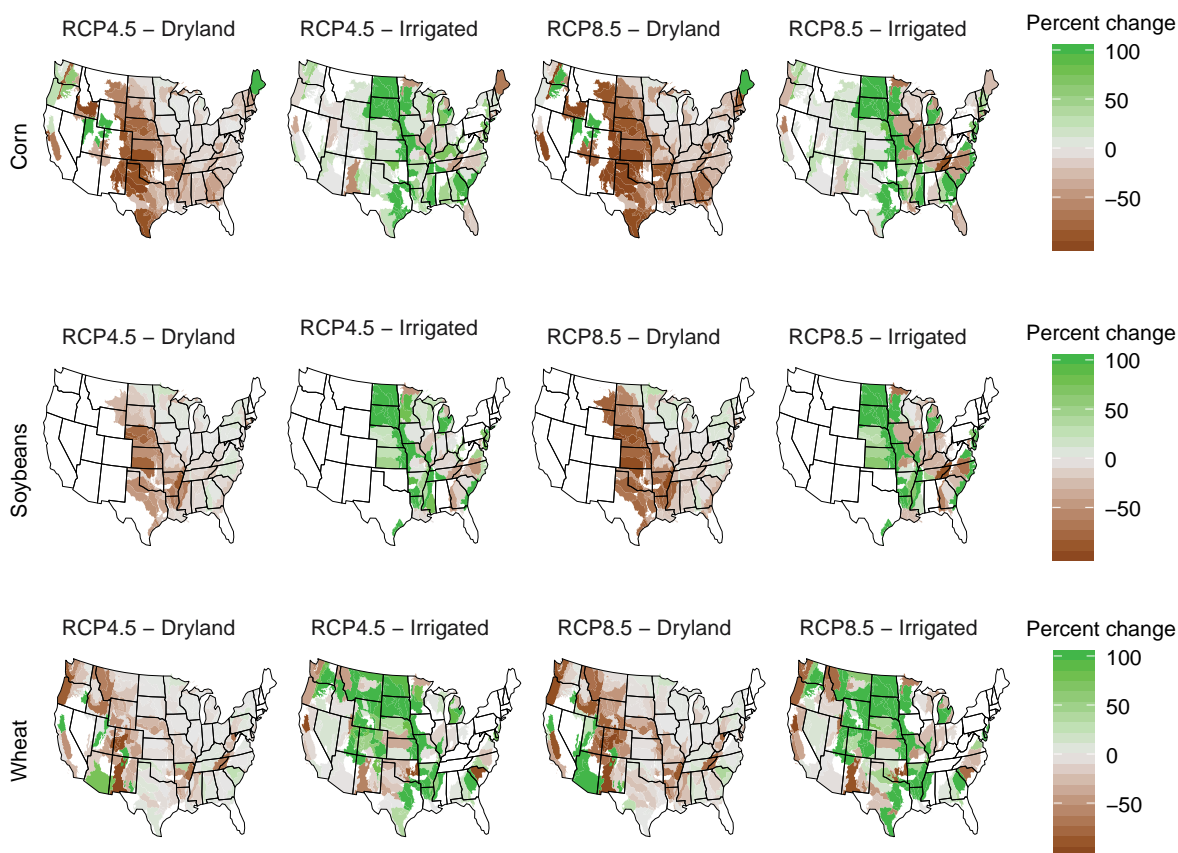 RCP4.5 − Dryland
RCP4.5 − Irrigated
RCP8.5 − Dryland
RCP8.5 − Irrigated
Percent change
100
50
0
−50
Corn
RCP4.5 − Dryland
RCP4.5 − Irrigated
RCP8.5 − Dryland
RCP8.5 − Irrigated
Percent change
100
50
0
−50
Soybeans
RCP4.5 − Dryland
RCP4.5 − Irrigated
RCP8.5 − Dryland
RCP8.5 − Irrigated
Percent change
100
50
0
−50
Wheat